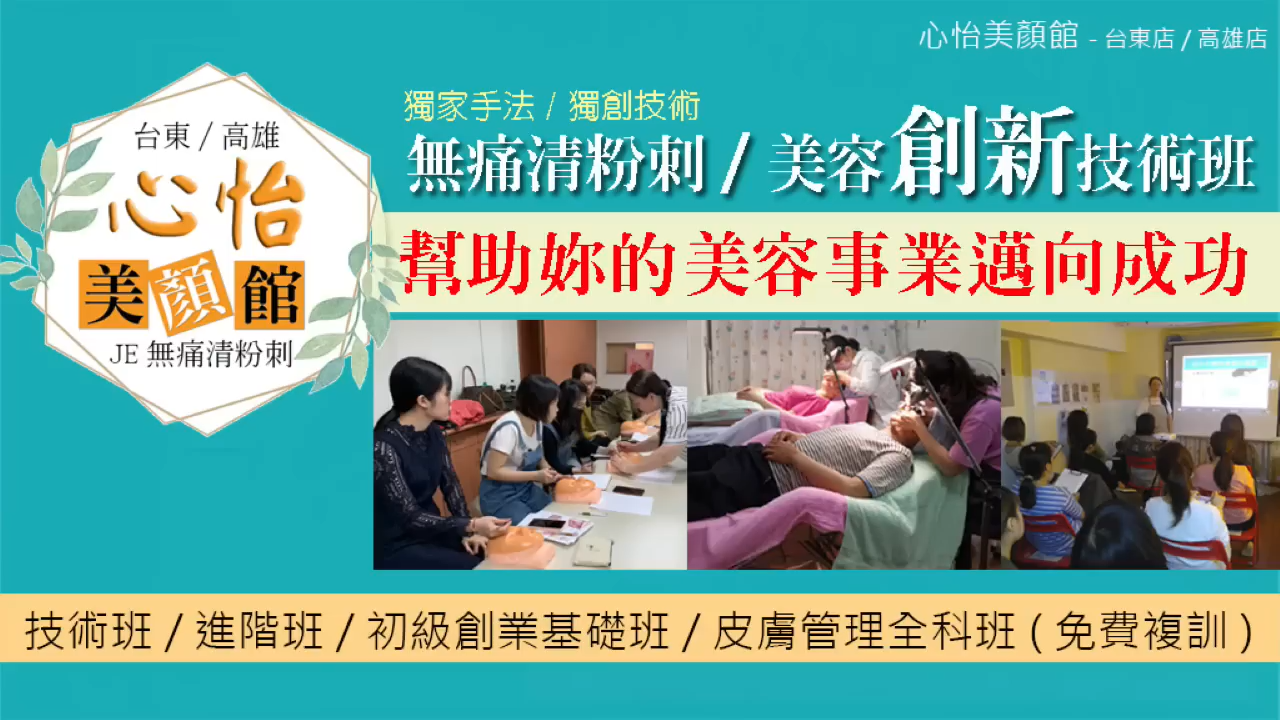 心怡美顏館 - 台東店 / 高雄店
台東 / 高雄
心怡
美顏館
JE 無痛清粉刺
獨家手法 / 獨創技術
無痛清粉刺 / 美容創新技術班
幫助妳的美容事業邁向成功
技術班 / 進階班 / 初級創業基礎班 / 皮膚管理全科班 ( 免費複訓 )